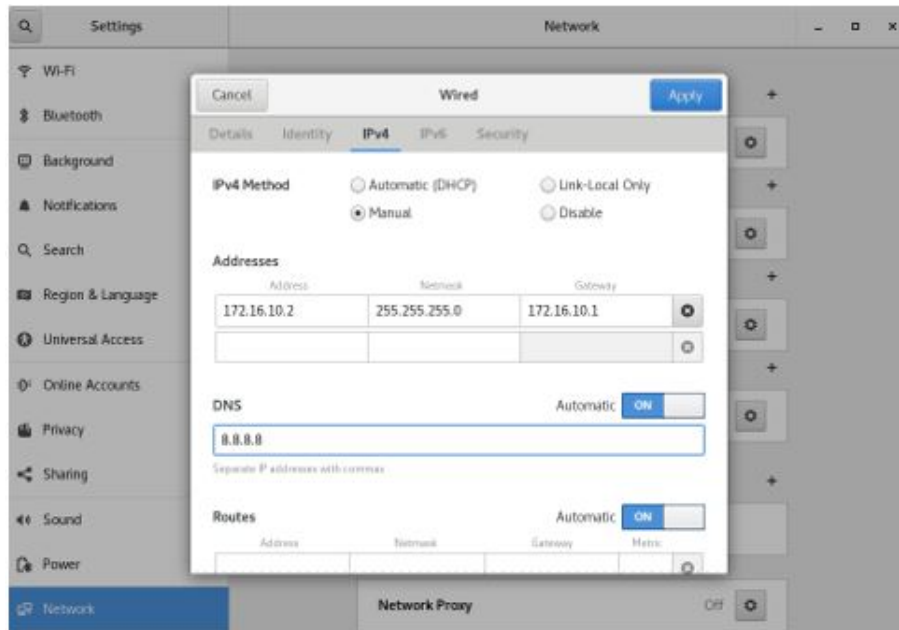 Settings
Network
Wi-Fi
Bluetooth
Background
Notifications
Search
Region & Language
Universal Access
Online Accounts
Privacy
Sharing
Sound
Power
Network
Cancel
Wired
Apply
Details Identity IPv4 IPv6 Security
IPv4 Method
Automatic (DHCP) Link-Local Only
Manual Disable
Addresses
Address Netmask Gateway
172.16.10.2 255.255.255.0 172.16.10.1
DNS Automatic ON
8.8.8.8
Separate IP addresses with commas
Routes Automatic ON
Address Netmask Gateway Metric
Network Proxy Off